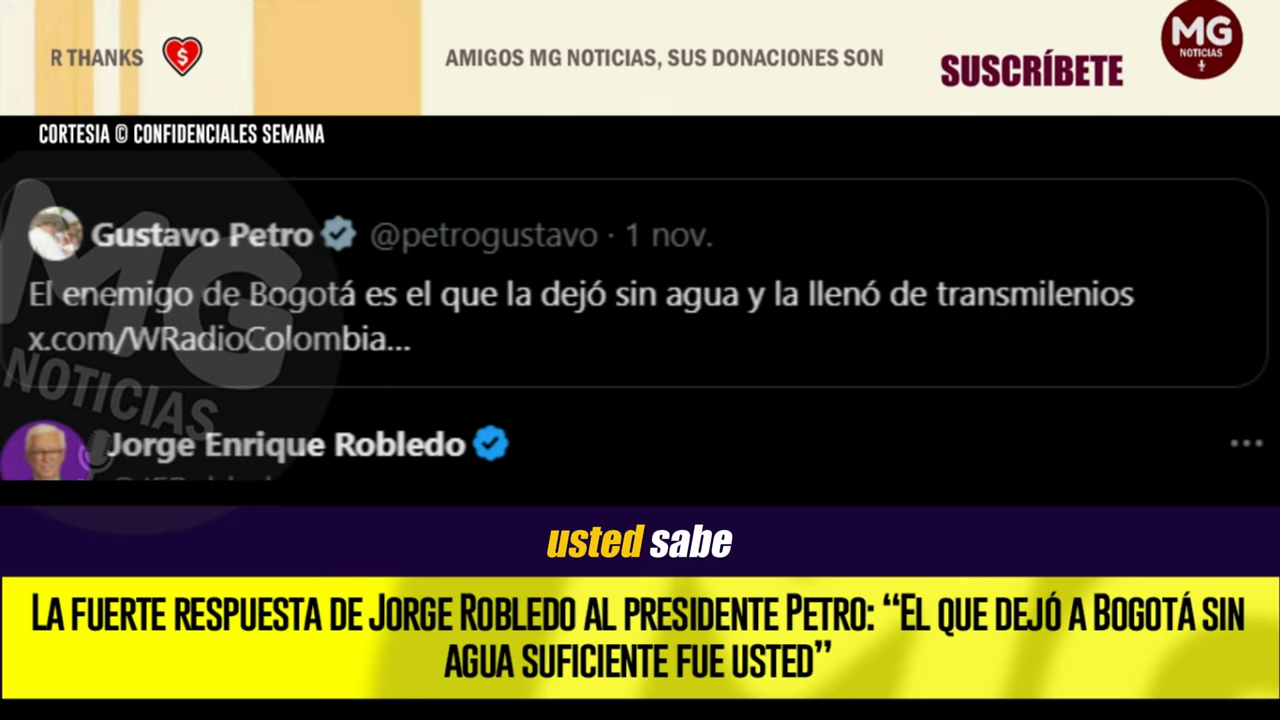 R THANKS
AMIGOS MG NOTICIAS, SUS DONACIONES SON
SUSCRÍBETE
MG
NOTICIAS
CORTESIA © CONFIDENCIALES SEMANA
Gustavo Petro @petrogustavo · 1 nov.
El enemigo de Bogotá es el que la dejó sin agua y la llenó de transmilenios
x.com/WRadioColombia...
MG
NOTICIAS
Jorge Enrique Robledo
usted sabe
LA FUERTE RESPUESTA DE JORGE ROBLEDO AL PRESIDENTE PETRO: “EL QUE DEJÓ A BOGOTÁ SIN
AGUA SUFICIENTE FUE USTED”